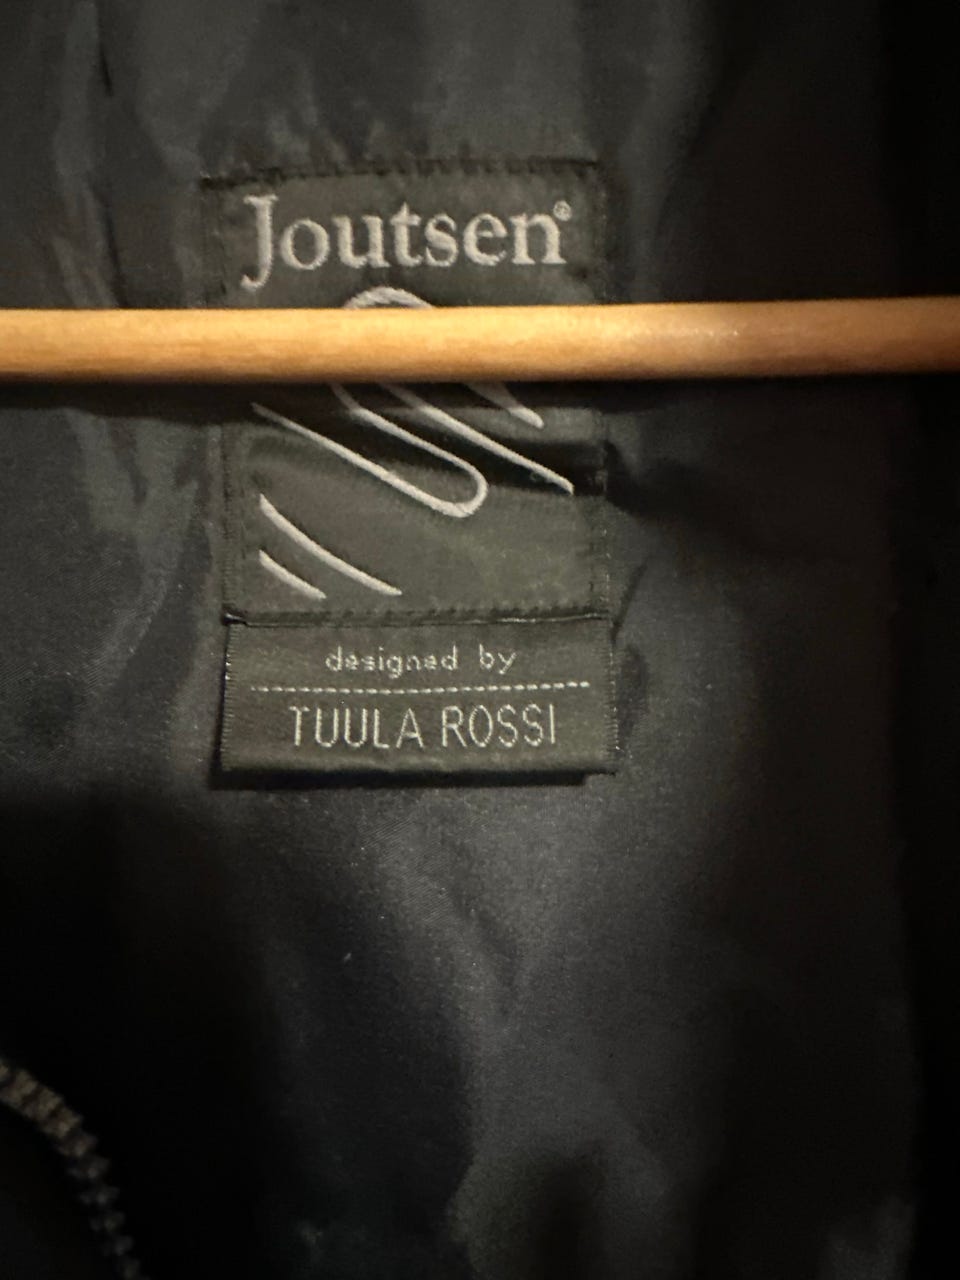 Joutsen®
designed by
TUULA ROSSI